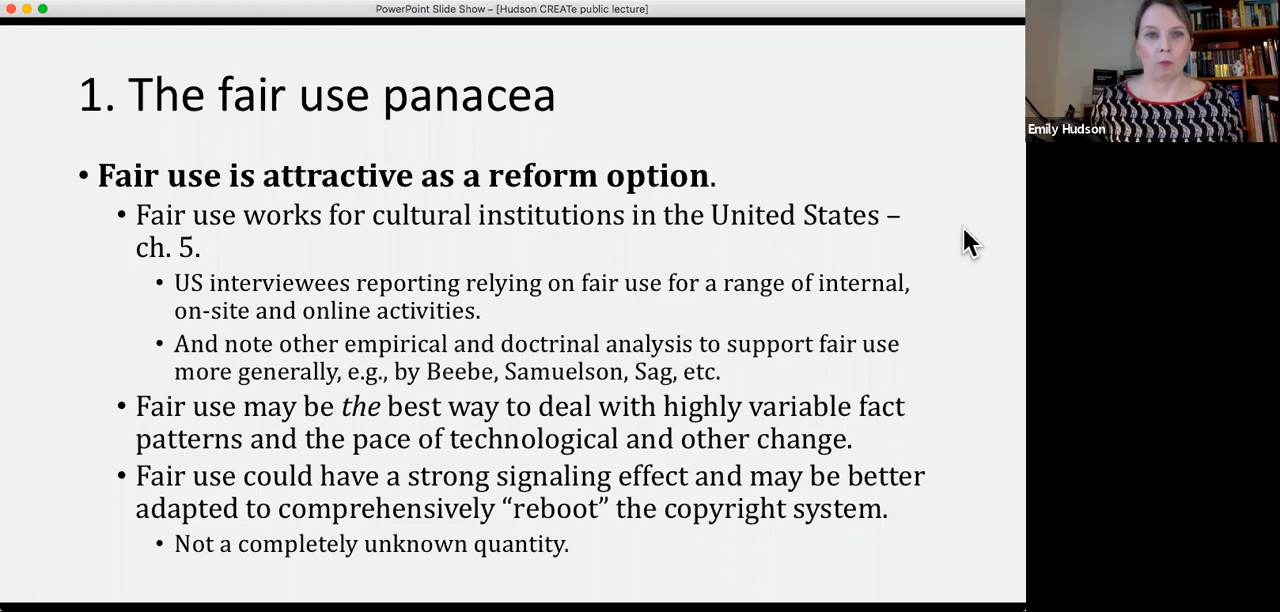 PowerPoint Slide Show – [Hudson CREATe public lecture]
1. The fair use panacea
• Fair use is attractive as a reform option.
• Fair use works for cultural institutions in the United States –
ch. 5.
• US interviewees reporting relying on fair use for a range of internal,
on-site and online activities.
• And note other empirical and doctrinal analysis to support fair use
more generally, e.g., by Beebe, Samuelson, Sag, etc.
• Fair use may be the best way to deal with highly variable fact
patterns and the pace of technological and other change.
• Fair use could have a strong signaling effect and may be better
adapted to comprehensively “reboot” the copyright system.
• Not a completely unknown quantity.
Emily Hudson